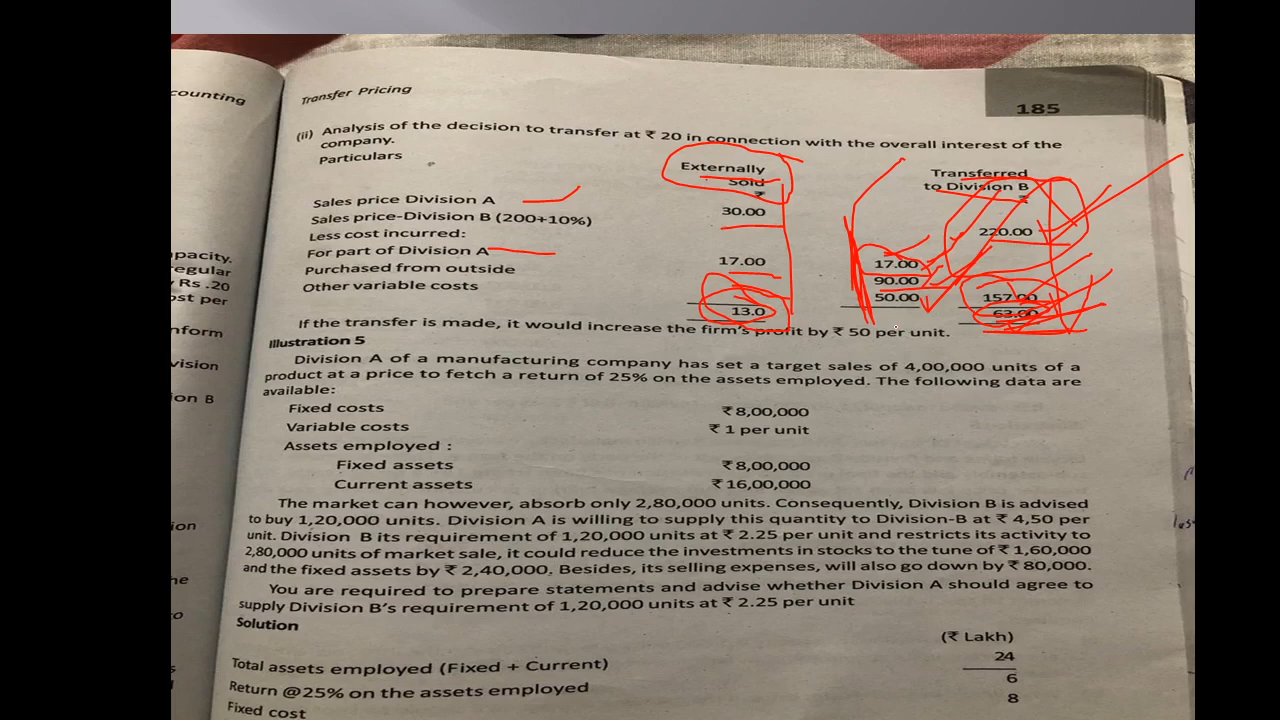 counting
Transfer Pricing
185
(ii) Analysis of the decision to transfer at ₹ 20 in connection with the overall interest of the
company.
Particulars
Externally
Sold
₹
Transferred
to Division B
₹
Sales price Division A 30.00
Sales price-Division B (200+10%) 220.00
Less cost incurred:
For part of Division A 17.00 17.00
Purchased from outside 90.00
Other variable costs 50.00 157.00
13.0 63.00
If the transfer is made, it would increase the firm's profit by ₹ 50 per unit.
Illustration 5
Division A of a manufacturing company has set a target sales of 4,00,000 units of a
product at a price to fetch a return of 25% on the assets employed. The following data are
available:
Fixed costs ₹ 8,00,000
Variable costs ₹ 1 per unit
Assets employed :
Fixed assets ₹ 8,00,000
Current assets ₹ 16,00,000
The market can however, absorb only 2,80,000 units. Consequently, Division B is advised
to buy 1,20,000 units. Division A is willing to supply this quantity to Division-B at ₹ 4,50 per
unit. Division B its requirement of 1,20,000 units at ₹ 2.25 per unit and restricts its activity to
2,80,000 units of market sale, it could reduce the investments in stocks to the tune of ₹ 1,60,000
and the fixed assets by ₹ 2,40,000. Besides, its selling expenses, will also go down by ₹ 80,000.
You are required to prepare statements and advise whether Division A should agree to
supply Division B's requirement of 1,20,000 units at ₹ 2.25 per unit
Solution
(₹ Lakh)
Total assets employed (Fixed + Current) 24
Return @25% on the assets employed 6
Fixed cost 8
apacity.
regular
Rs .20
ost per
nform
vision
ion B
ion
he